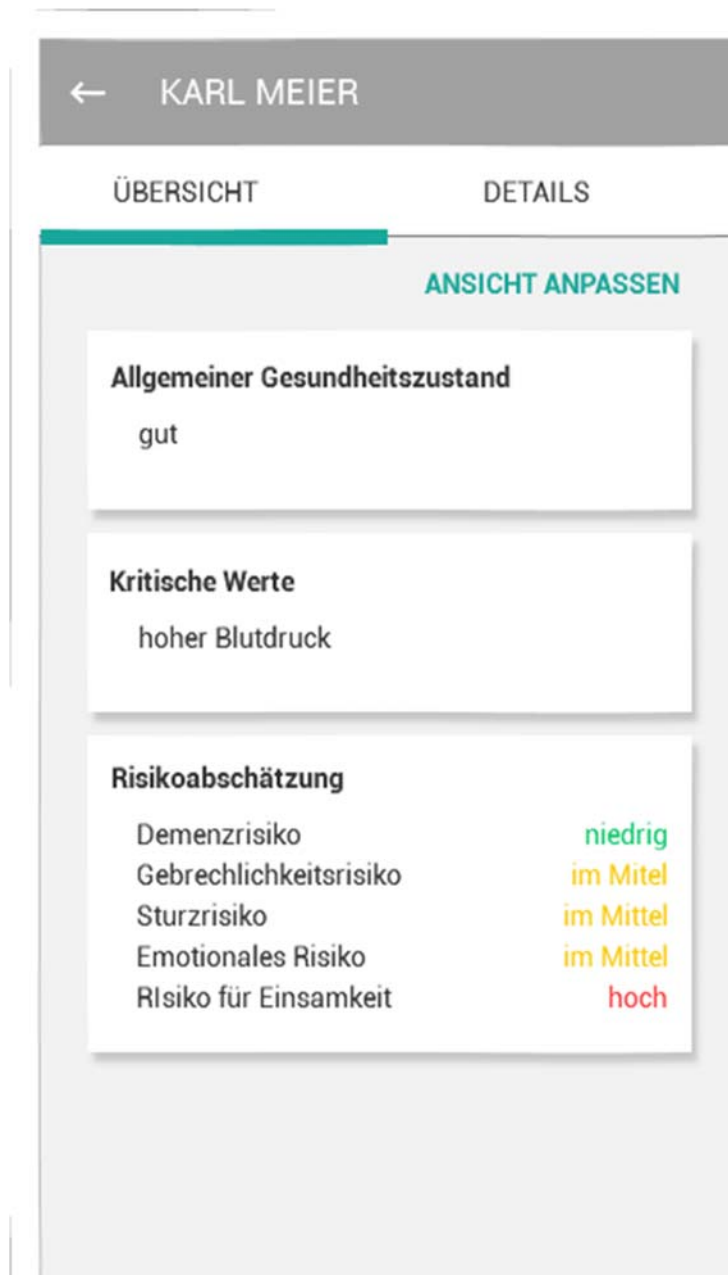 ← KARL MEIER
ÜBERSICHT DETAILS
ANSICHT ANPASSEN
Allgemeiner Gesundheitszustand
gut
Kritische Werte
hoher Blutdruck
Risikoabschätzung
Demenzrisiko niedrig
Gebrechlichkeitsrisiko im Mitel
Sturzrisiko im Mittel
Emotionales Risiko im Mittel
RIsiko für Einsamkeit hoch